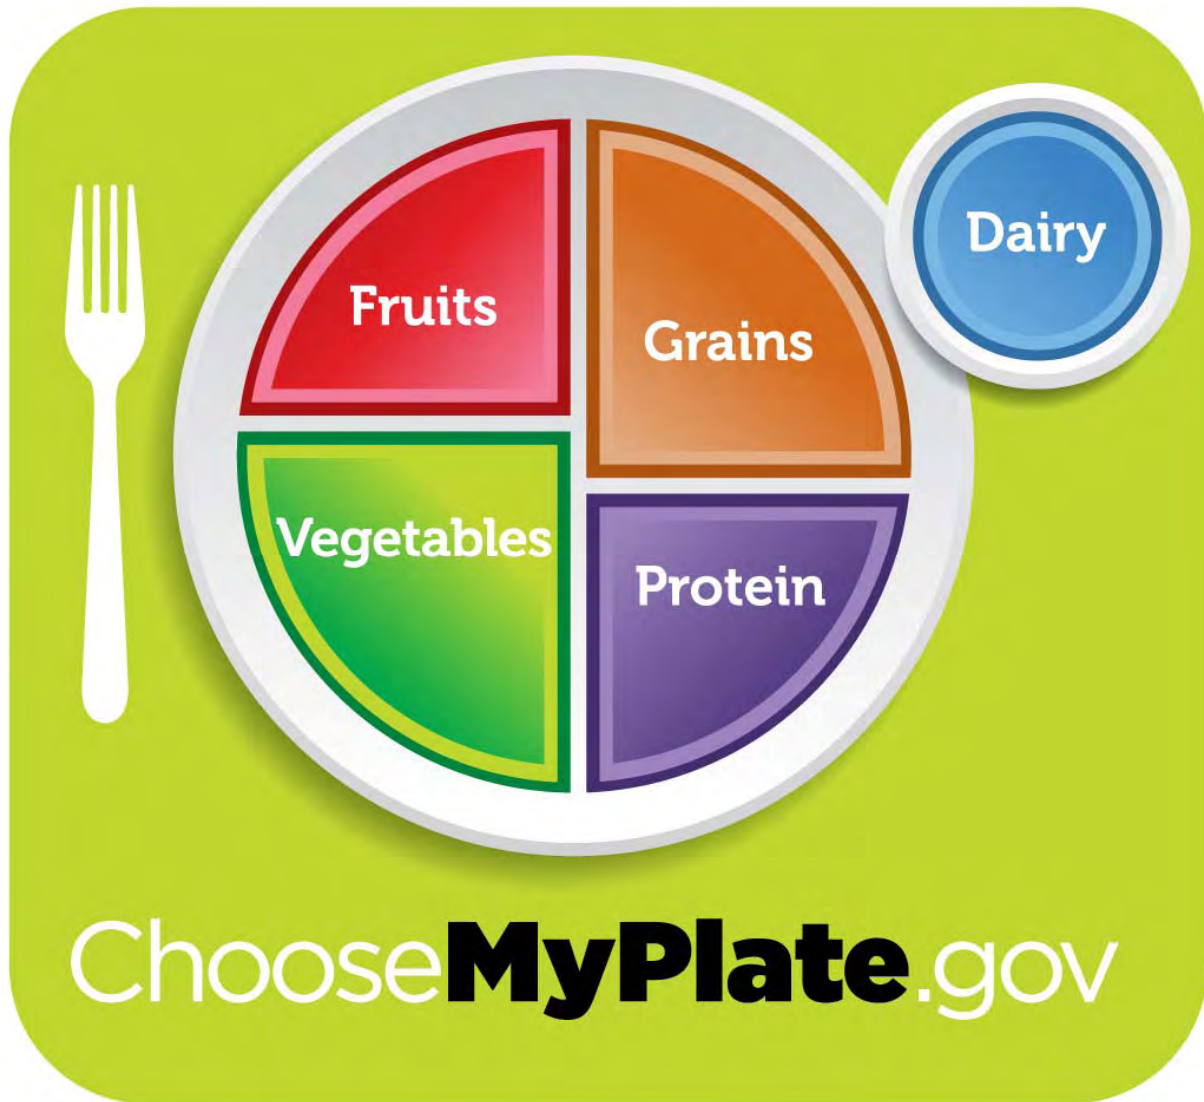 Fruits
Grains
Dairy
Vegetables
Protein
ChooseMyPlate.gov